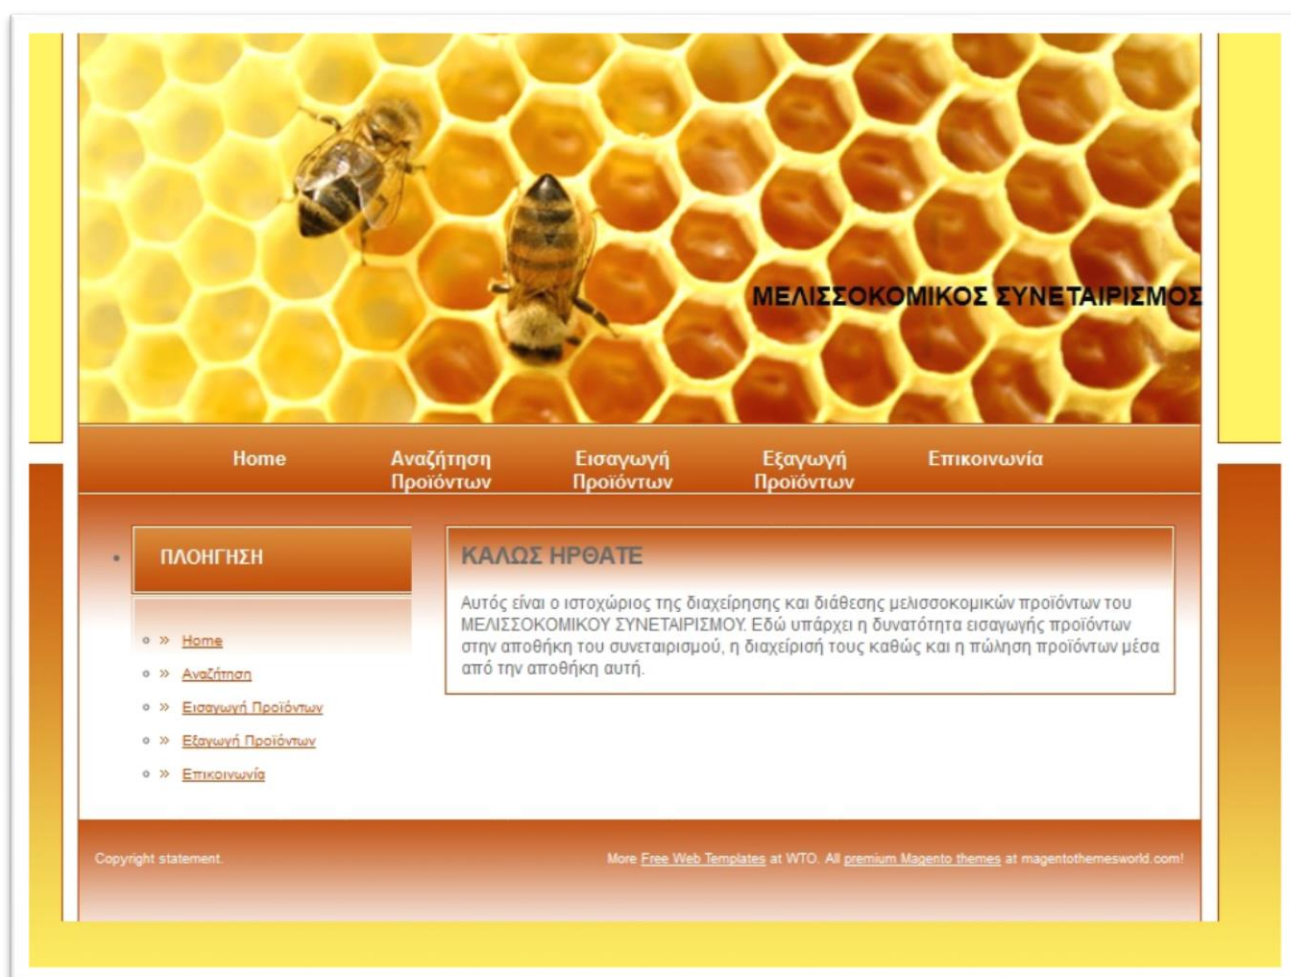 ΜΕΛΙΣΣΟΚΟΜΙΚΟΣ ΣΥΝΕΤΑΙΡΙΣΜΟΣ
Home
Αναζήτηση
Προϊόντων
Εισαγωγή
Προϊόντων
Εξαγωγή
Προϊόντων
Επικοινωνία
ΠΛΟΗΓΗΣΗ
» Home
» Αναζήτηση
» Εισαγωγή Προϊόντων
» Εξαγωγή Προϊόντων
» Επικοινωνία
ΚΑΛΩΣ ΗΡΘΑΤΕ
Αυτός είναι ο ιστοχώριος της διαχείρησης και διάθεσης μελισσοκομικών προϊόντων του
ΜΕΛΙΣΣΟΚΟΜΙΚΟΥ ΣΥΝΕΤΑΙΡΙΣΜΟΥ. Εδώ υπάρχει η δυνατότητα εισαγωγής προϊόντων
στην αποθήκη του συνεταιρισμού, η διαχείρισή τους καθώς και η πώληση προϊόντων μέσα
από την αποθήκη αυτή.
Copyright statement.
More Free Web Templates at WTO. All premium Magento themes at magentothemesworld.com!